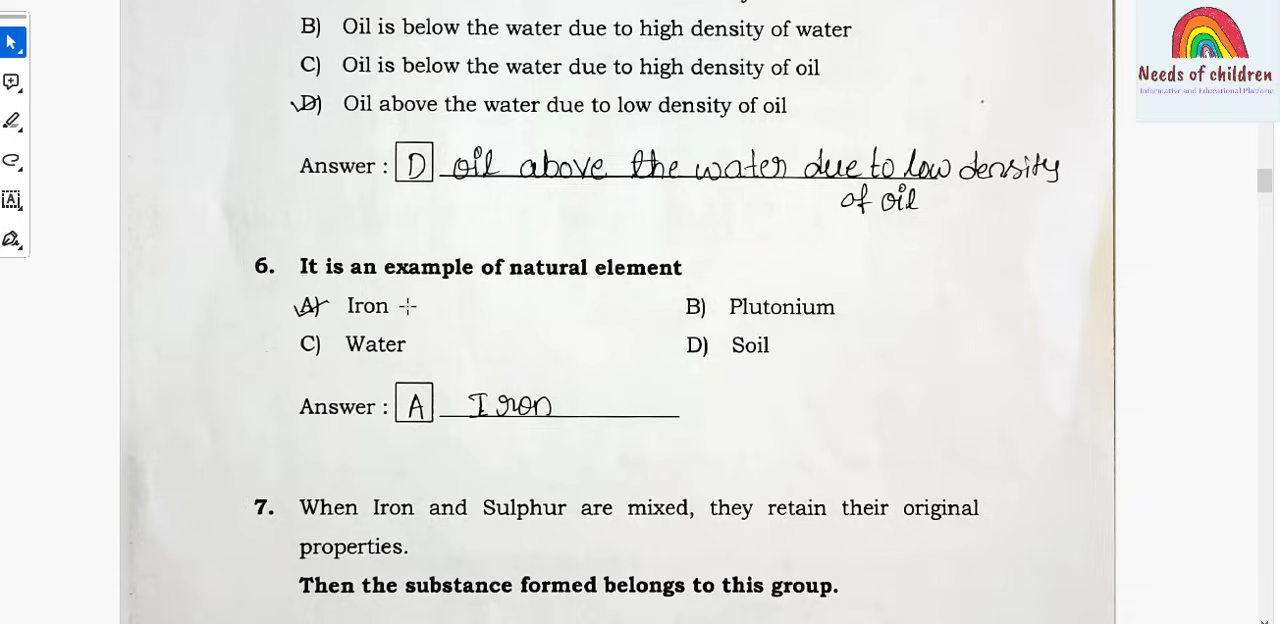 B) Oil is below the water due to high density of water
C) Oil is below the water due to high density of oil
D) Oil above the water due to low density of oil
Answer : D oil above the water due to low density
of oil
6. It is an example of natural element
A) Iron
B) Plutonium
C) Water
D) Soil
Answer : A Iron
7. When Iron and Sulphur are mixed, they retain their original
properties.
Then the substance formed belongs to this group.
Needs of children
Informative and Educational Platform